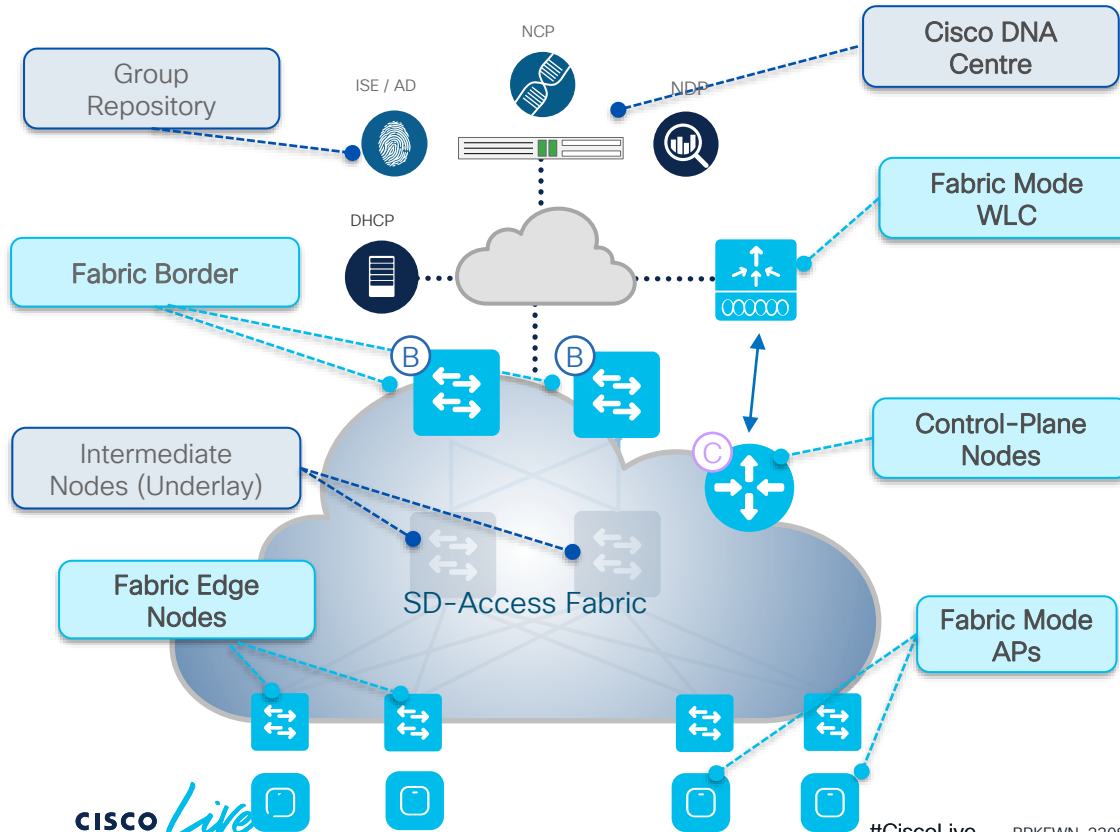 NCP
Cisco DNA
Centre
Group
Repository
ISE / AD
NDP
Fabric Mode
WLC
DHCP
Fabric Border
B
B
Control-Plane
Nodes
C
Intermediate
Nodes (Underlay)
Fabric Edge
Nodes
SD-Access Fabric
Fabric Mode
APs
CISCO Live
#CiscoLive